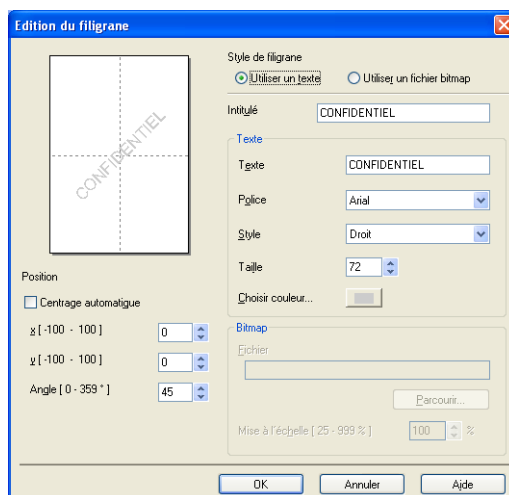 Edition du filigrane
CONFIDENTIEL
Style de filigrane
Utiliser un texte
Utiliser un fichier bitmap
Intitulé
CONFIDENTIEL
Texte
Texte
CONFIDENTIEL
Police
Arial
Style
Droit
Taille
72
Choisir couleur...
Position
Centrage automatique
x [ -100 - 100 ]
0
y [ -100 - 100 ]
0
Angle [ 0 - 359 ° ]
45
Bitmap
Fichier
Parcourir...
Mise à l'échelle [ 25 - 999 % ]
100
%
OK
Annuler
Aide